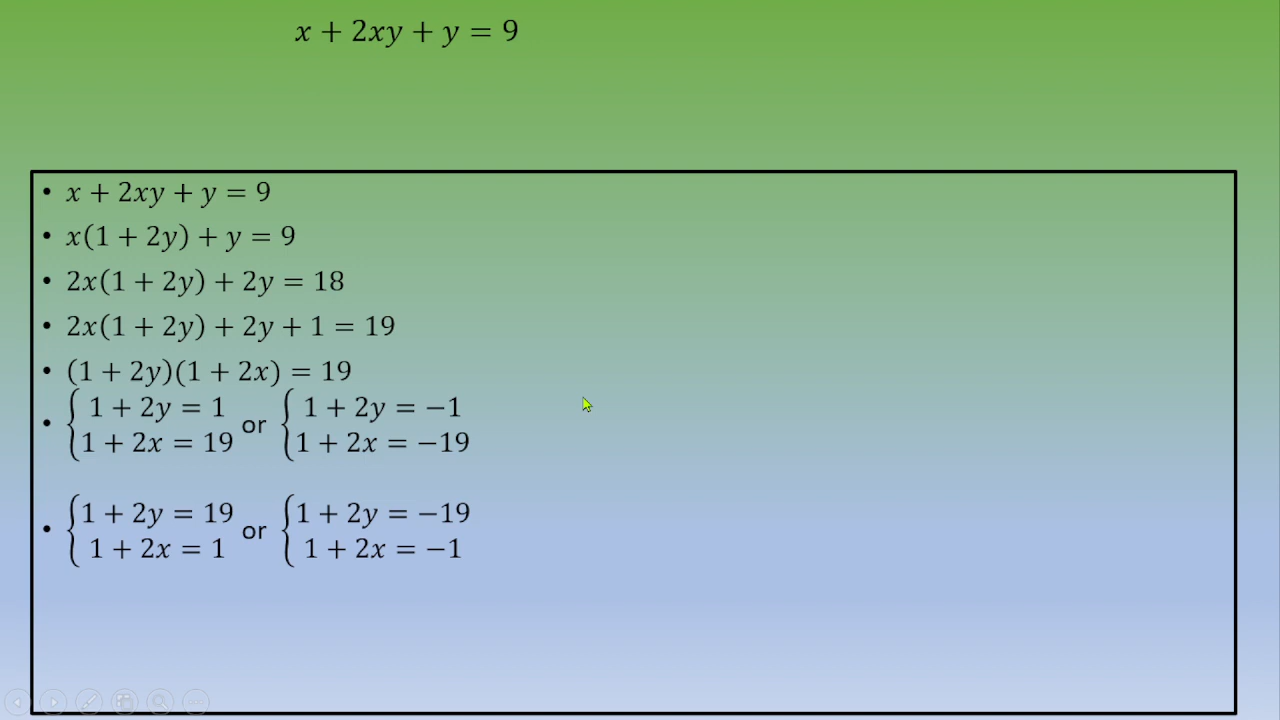 x + 2xy + y = 9
• x + 2xy + y = 9
• x(1 + 2y) + y = 9
• 2x(1 + 2y) + 2y = 18
• 2x(1 + 2y) + 2y + 1 = 19
• (1 + 2y)(1 + 2x) = 19
• {1 + 2y = 1 1 + 2x = 19 or {1 + 2y = −1 1 + 2x = −19
• {1 + 2y = 19 1 + 2x = 1 or {1 + 2y = −19 1 + 2x = −1